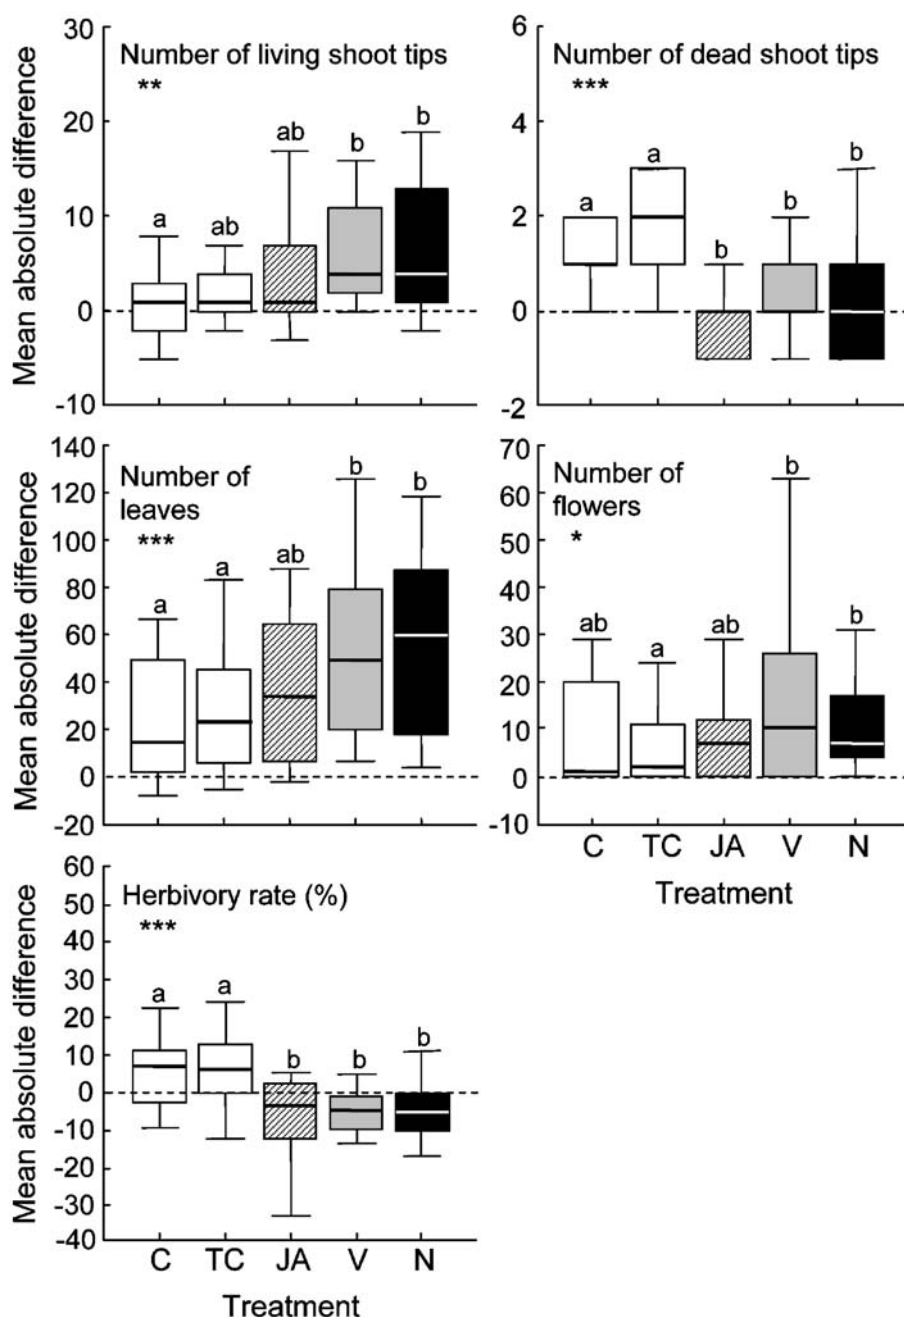 Mean absolute difference
30
20
10
0
-10
Number of living shoot tips
**
a
ab
ab
b
b
6
4
2
0
-2
Number of dead shoot tips
***
a
a
b
b
b
Mean absolute difference
140
120
100
80
60
40
20
0
-20
Number of
leaves
***
a
a
ab
b
b
70
60
50
40
30
20
10
0
-10
Number of
flowers
*
ab
a
ab
b
b
C TC JA V N
Treatment
Mean absolute difference
60
50
40
30
20
10
0
-10
-20
-30
-40
Herbivory rate (%)
***
a
a
b
b
b
C TC JA V N
Treatment